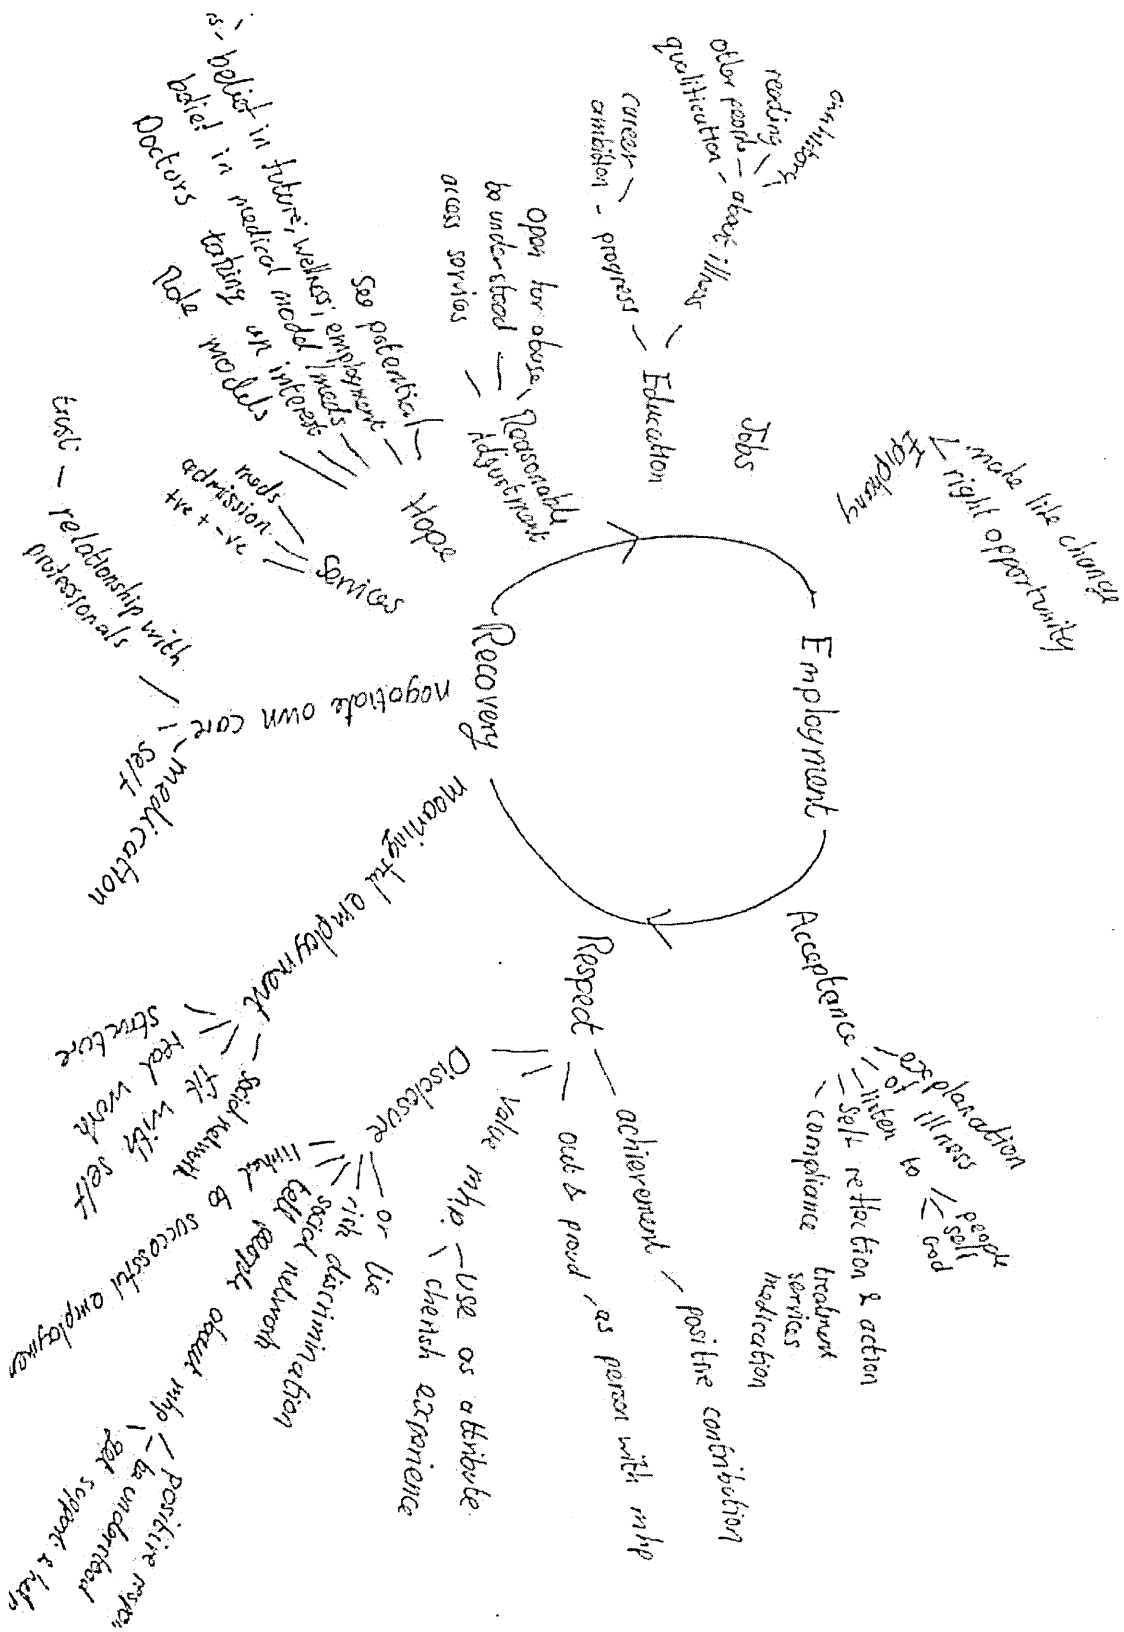 make life change
right opportunity
Epiphany
Jobs
Education
progress
career
ambition
about illness
own history
reading
other people
qualification
Employment
Recovery
Reasonable
Adjustment
Open for abuse
be understood
access services
Hope
See potential
belief in future; wellness; employment
belief in medical model/meds
Doctors taking an interest
Role models
Services
meds
admission
+ve + -ve
negotiate own care
relationship with
professionals
trust
self
medication
meaningful employment
social network
fit with self
real work
structure
Acceptance
explanation
of illness
listen to
people
self
God
self reflection & action
compliance
treatment
services
medication
Respect
achievement
positive contribution
out & proud
as person with mhp
Value mhp.
use as attribute
cherish experience
Disclosure
or lie
risk discrimination
social network
tell people about mhp
positive
be understood
get support & help
linked to successful